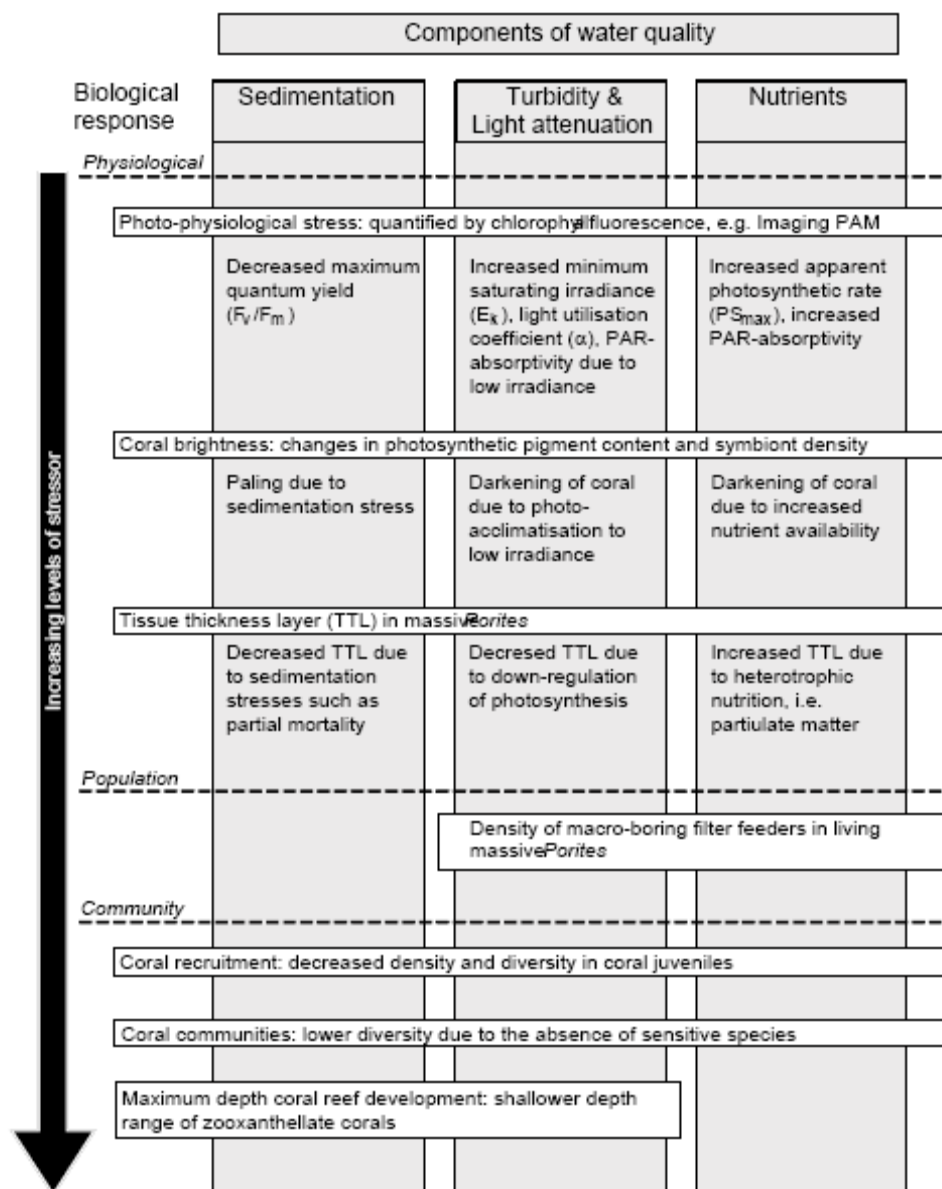 Components of water quality
Biological
response
Sedimentation
Turbidity &
Light attenuation
Nutrients
Physiological
Photo-physiological stress: quantified by chlorophyll fluorescence, e.g. Imaging PAM
Decreased maximum
quantum yield
(Fv/Fm)
Increased minimum
saturating irradiance
(Ek), light utilisation
coefficient (α), PAR-
absorptivity due to
low irradiance
Increased apparent
photosynthetic rate
(PSmax), increased
PAR-absorptivity
Coral brightness: changes in photosynthetic pigment content and symbiont density
Paling due to
sedimentation stress
Darkening of coral
due to photo-
acclimatisation to
low irradiance
Darkening of coral
due to increased
nutrient availability
Tissue thickness layer (TTL) in massive Porites
Decreased TTL due
to sedimentation
stresses such as
partial mortality
Decresed TTL due
to down-regulation
of photosynthesis
Increased TTL due
to heterotrophic
nutrition, i.e.
partiulate matter
Population
Density of macro-boring filter feeders in living
massive Porites
Community
Coral recruitment: decreased density and diversity in coral juveniles
Coral communities: lower diversity due to the absence of sensitive species
Maximum depth coral reef development: shallower depth
range of zooxanthellate corals
Increasing levels of stressor